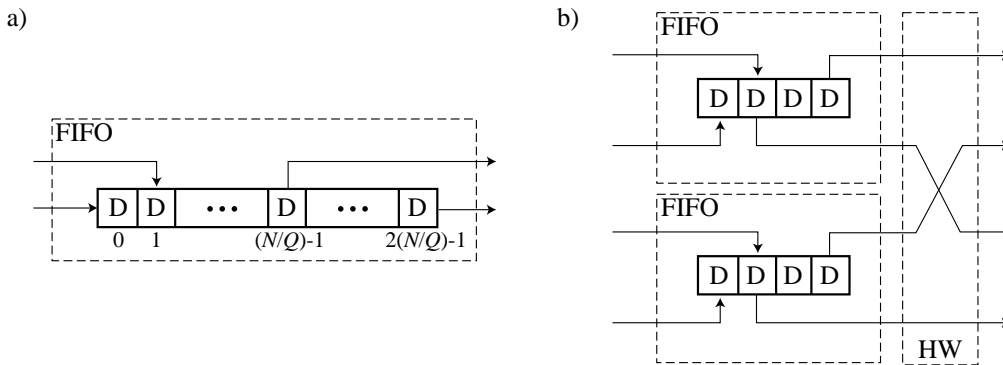 a)
FIFO
D D ••• D ••• D
0 1 (N/Q)-1 2(N/Q)-1
b)
FIFO
D D D D
FIFO
D D D D
HW